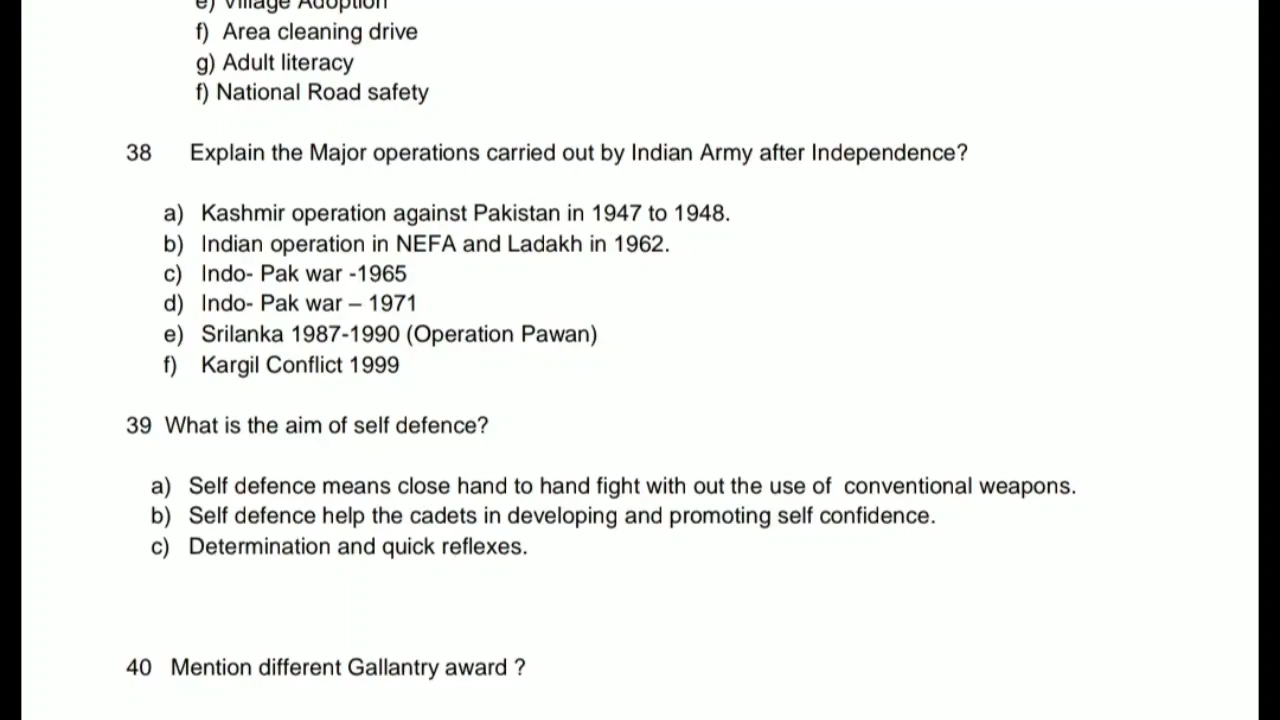 e) Village Adoption
f) Area cleaning drive
g) Adult literacy
f) National Road safety
38 Explain the Major operations carried out by Indian Army after Independence?
a) Kashmir operation against Pakistan in 1947 to 1948.
b) Indian operation in NEFA and Ladakh in 1962.
c) Indo- Pak war -1965
d) Indo- Pak war – 1971
e) Srilanka 1987-1990 (Operation Pawan)
f) Kargil Conflict 1999
39 What is the aim of self defence?
a) Self defence means close hand to hand fight with out the use of conventional weapons.
b) Self defence help the cadets in developing and promoting self confidence.
c) Determination and quick reflexes.
40 Mention different Gallantry award ?